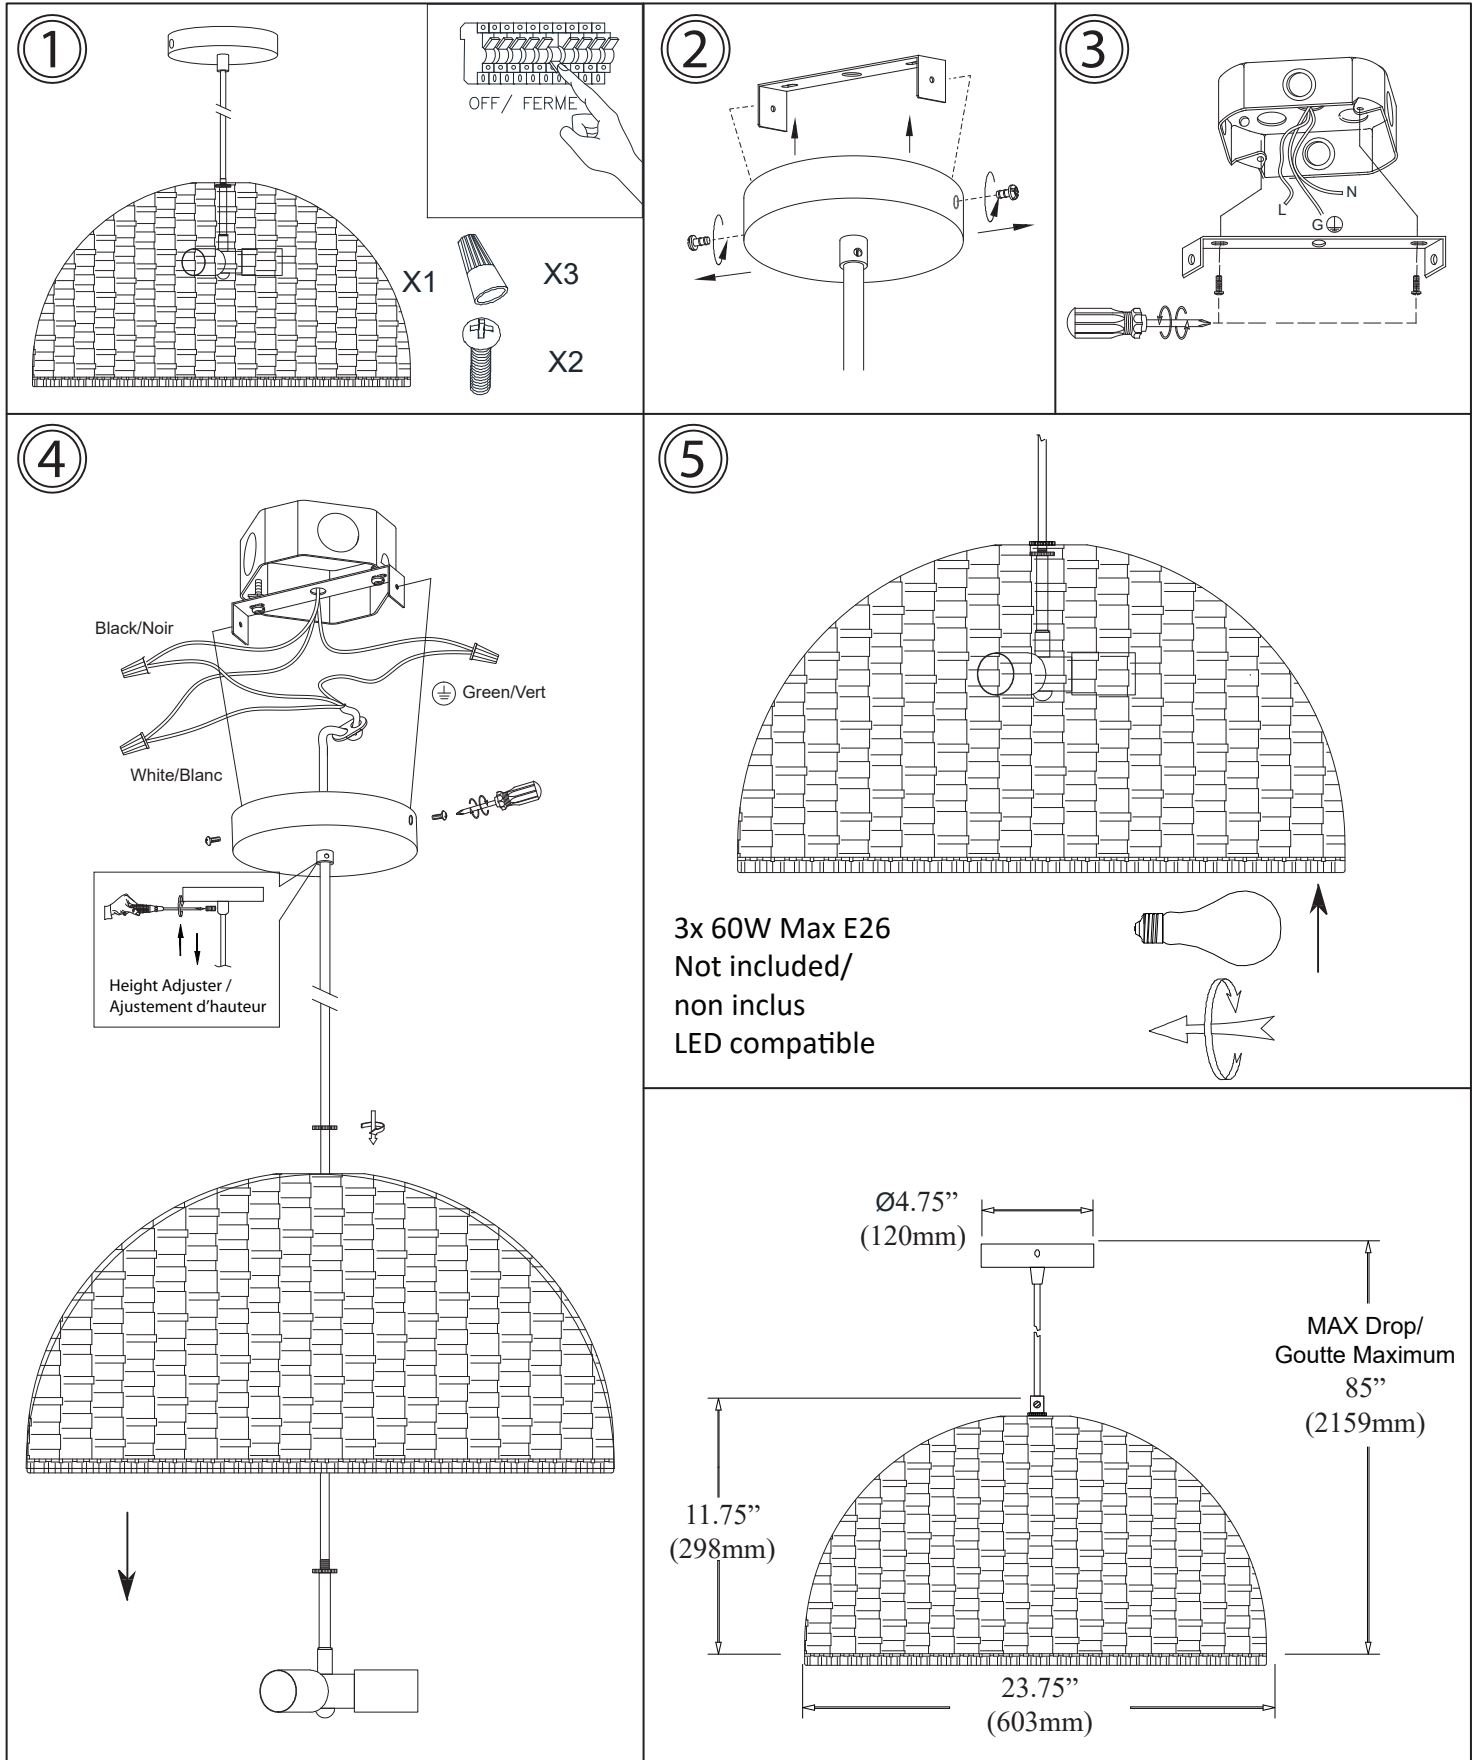 1
OFF/ FERME
X1
X3
X2
2
3
L
N
G
4
Black/Noir
Green/Vert
White/Blanc
Height Adjuster /
Ajustement d'hauteur
5
3x 60W Max E26
Not included/
non inclus
LED compatible
Ø4.75”
(120mm)
MAX Drop/
Goutte Maximum
85”
(2159mm)
11.75”
(298mm)
23.75”
(603mm)